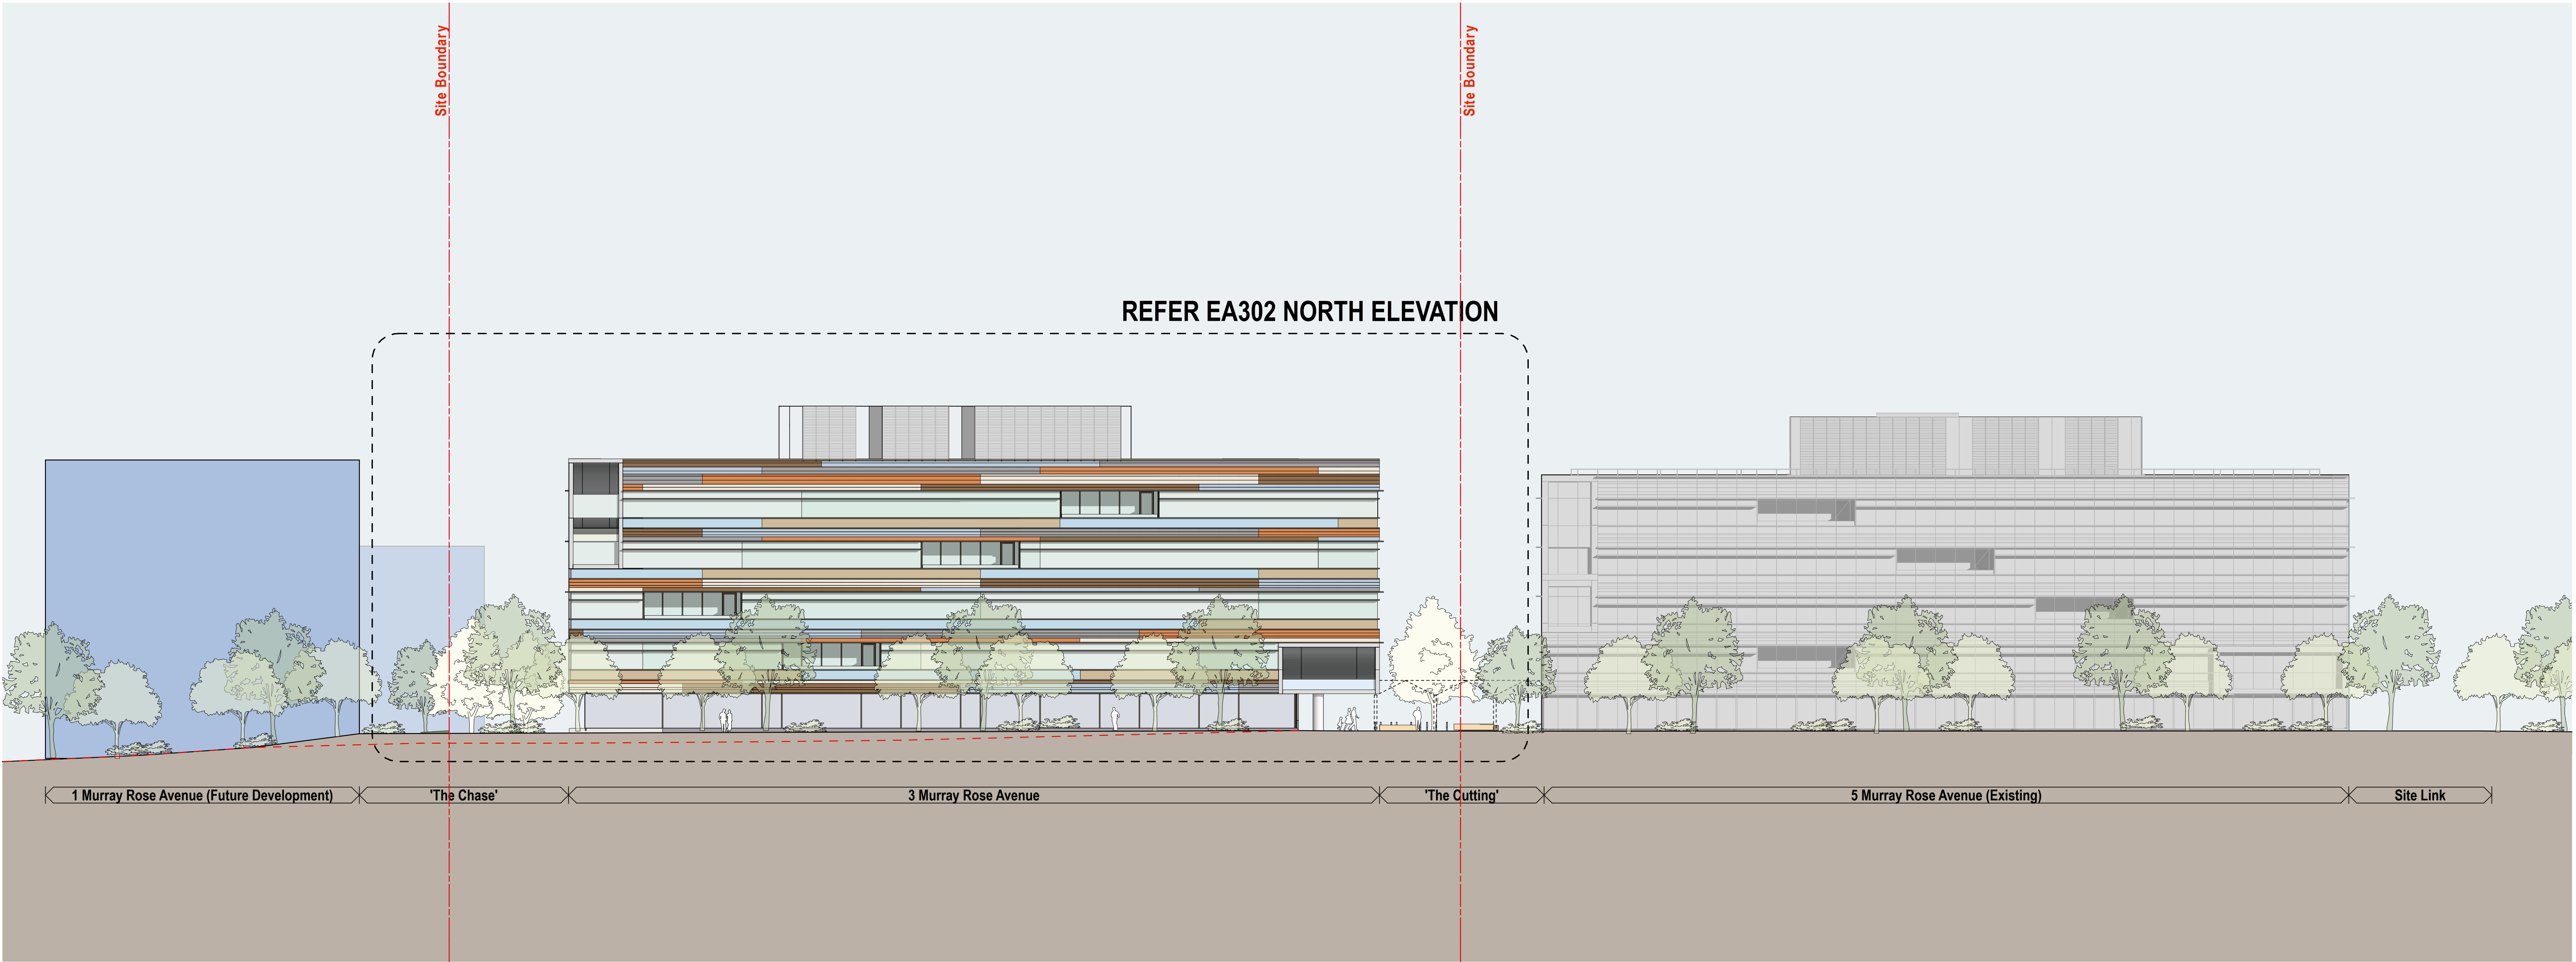 Site Boundary
Site Boundary
REFER EA302 NORTH ELEVATION
1 Murray Rose Avenue (Future Development)
'The Chase'
3 Murray Rose Avenue
'The Cutting'
5 Murray Rose Avenue (Existing)
Site Link